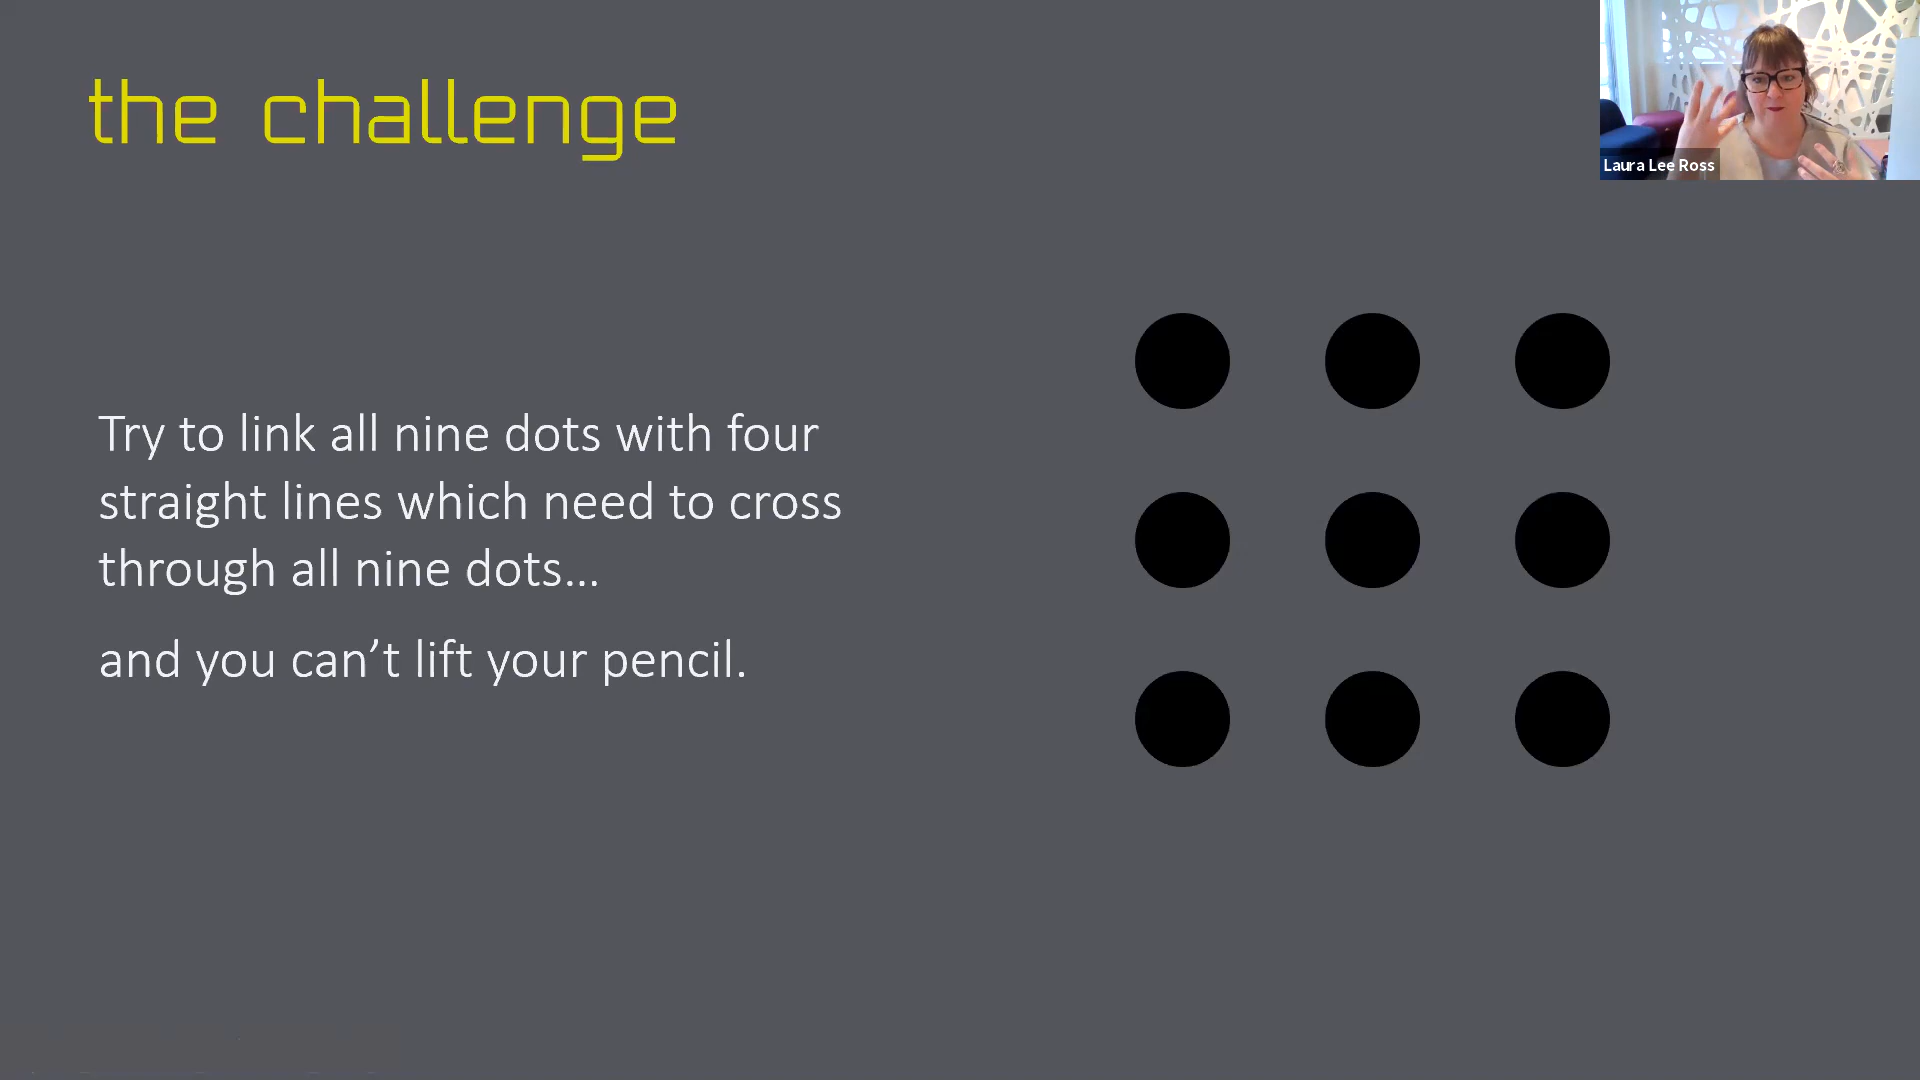 the challenge
Laura Lee Ross
Try to link all nine dots with four
straight lines which need to cross
through all nine dots…
and you can’t lift your pencil.